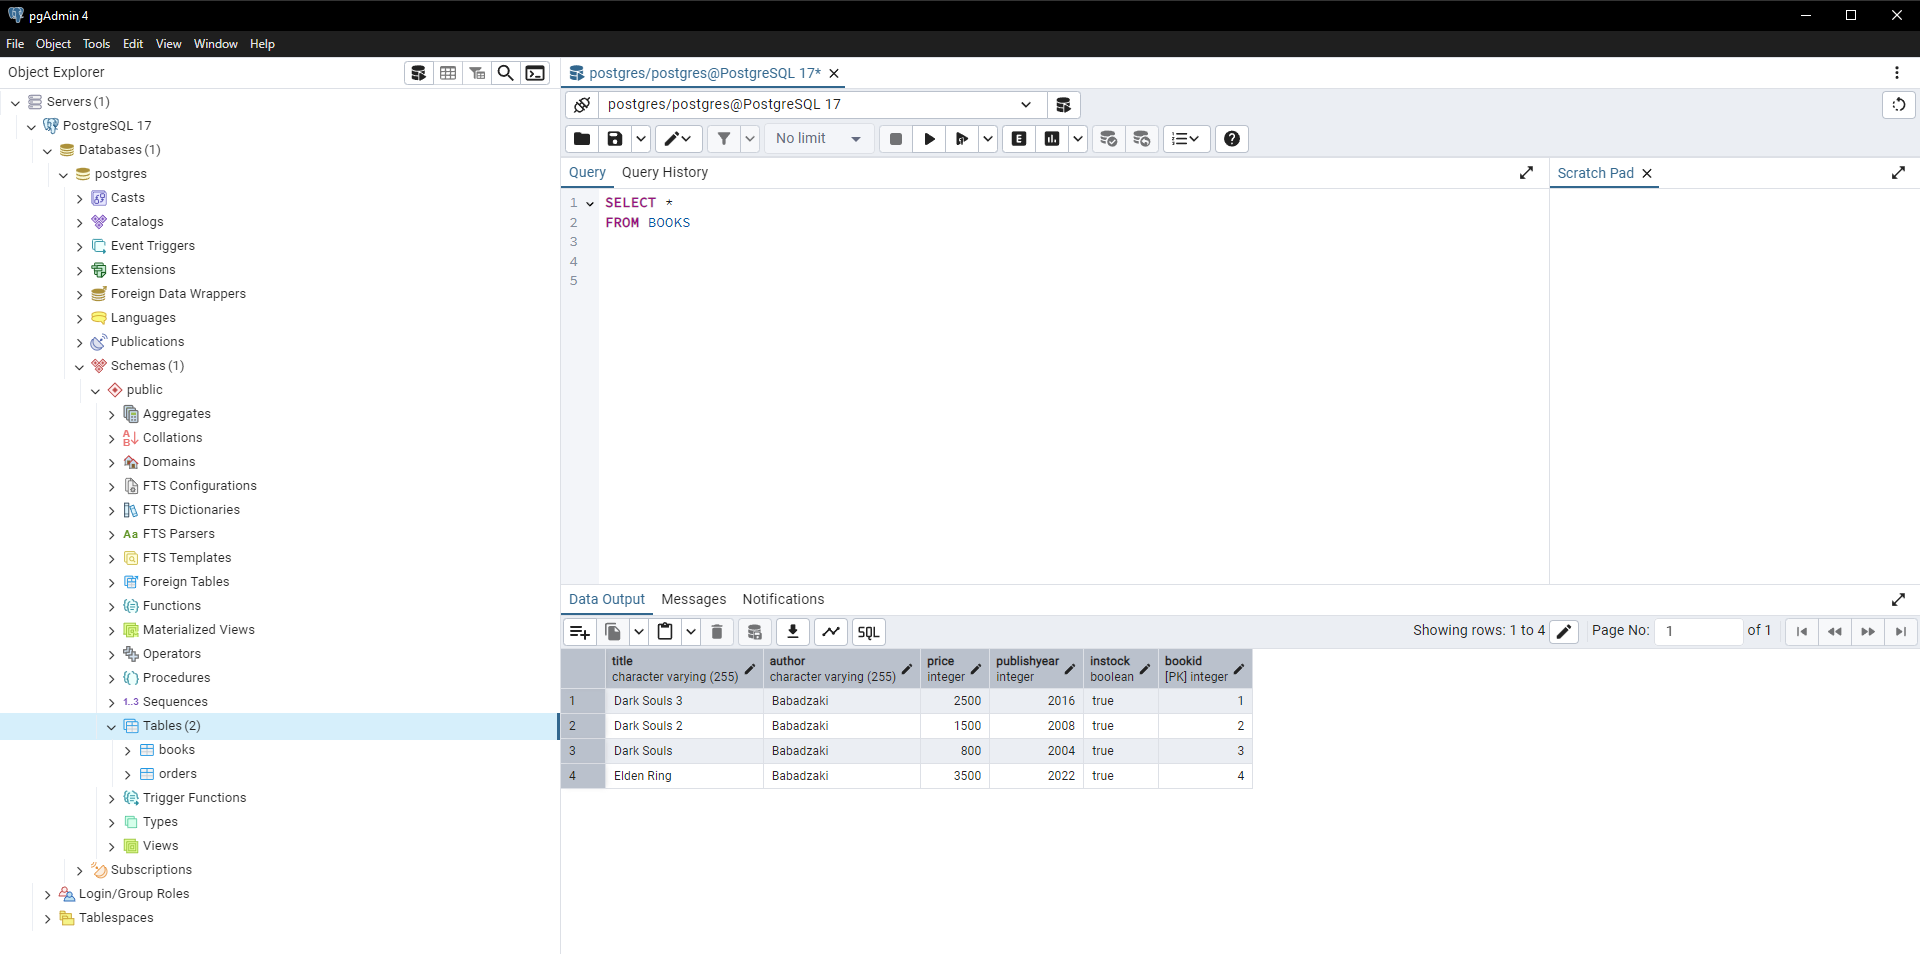 pgAdmin 4
File Object Tools Edit View Window Help
Object Explorer
Servers (1)
PostgreSQL 17
Databases (1)
postgres
Casts
Catalogs
Event Triggers
Extensions
Foreign Data Wrappers
Languages
Publications
Schemas (1)
public
Aggregates
Collations
Domains
FTS Configurations
FTS Dictionaries
Aa FTS Parsers
FTS Templates
Foreign Tables
Functions
Materialized Views
Operators
Procedures
1..3 Sequences
Tables (2)
books
orders
Trigger Functions
Types
Views
Subscriptions
Login/Group Roles
Tablespaces
postgres/postgres@PostgreSQL 17*
postgres/postgres@PostgreSQL 17
No limit E
Query Query History Scratch Pad
1 SELECT *
2 FROM BOOKS
3
4
5
Data Output Messages Notifications
SQL Showing rows: 1 to 4 Page No: 1 of 1
title author price publishyear instock bookid
character varying (255) character varying (255) integer integer boolean [PK] integer
1 Dark Souls 3 Babadzaki 2500 2016 true 1
2 Dark Souls 2 Babadzaki 1500 2008 true 2
3 Dark Souls Babadzaki 800 2004 true 3
4 Elden Ring Babadzaki 3500 2022 true 4